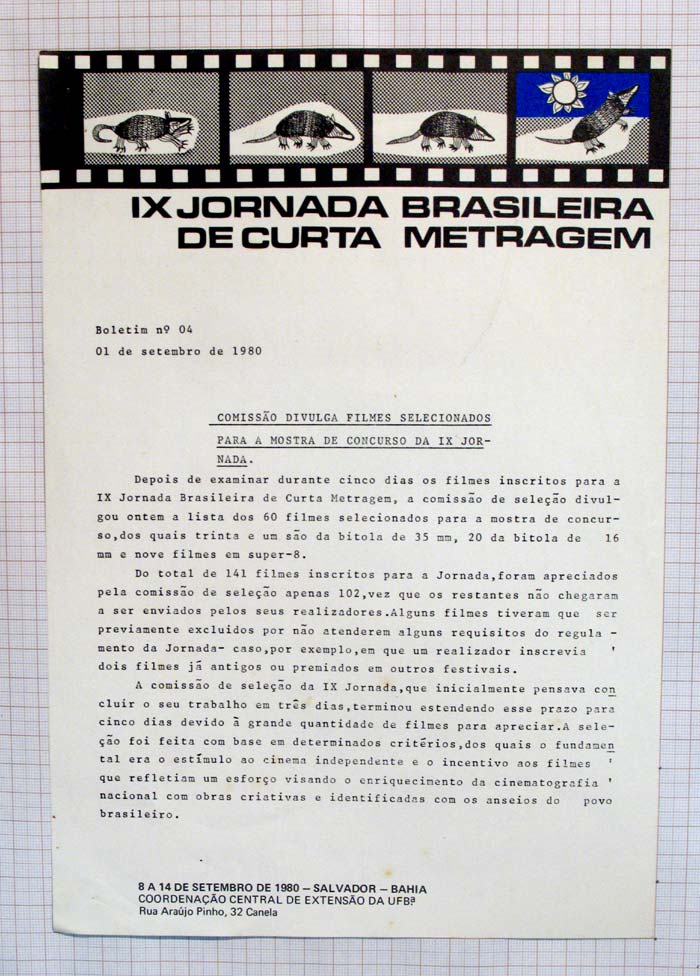 IX JORNADA BRASILEIRA
DE CURTA METRAGEM
Boletim nº 04
01 de setembro de 1980
COMISSÃO DIVULGA FILMES SELECIONADOS
PARA A MOSTRA DE CONCURSO DA IX JOR-
NADA.
Depois de examinar durante cinco dias os filmes inscritos para a
IX Jornada Brasileira de Curta Metragem, a comissão de seleção divul-
gou ontem a lista dos 60 filmes selecionados para a mostra de concur-
so,dos quais trinta e um são da bitola de 35 mm, 20 da bitola de 16
mm e nove filmes em super-8.
Do total de 141 filmes inscritos para a Jornada,foram apreciados
pela comissão de seleção apenas 102,vez que os restantes não chegaram
a ser enviados pelos seus realizadores.Alguns filmes tiveram que ser
previamente excluidos por não atenderem alguns requisitos do regula -
mento da Jornada- caso,por exemplo,em que um realizador inscrevia '
dois filmes já antigos ou premiados em outros festivais.
A comissão de seleção da IX Jornada,que inicialmente pensava con
cluir o seu trabalho em três dias,terminou estendendo esse prazo para
cinco dias devido à grande quantidade de filmes para apreciar.A sele-
ção foi feita com base em determinados critérios,dos quais o fundamen
tal era o estímulo ao cinema independente e o incentivo aos filmes '
que refletiam um esforço visando o enriquecimento da cinematografia '
nacional com obras criativas e identificadas com os anseios do povo
brasileiro.
8 A 14 DE SETEMBRO DE 1980 – SALVADOR – BAHIA
COORDENAÇÃO CENTRAL DE EXTENSÃO DA UFBª
Rua Araújo Pinho, 32 Canela